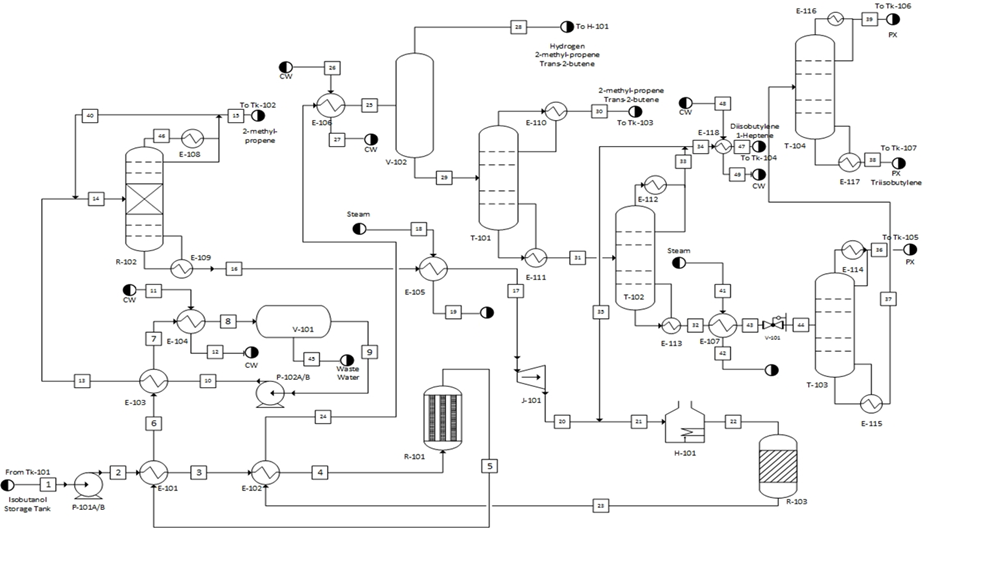 E-116
39
To Tk-106
PX
28
To H-101
Hydrogen
2-methyl-propene
Trans-2-butene
CW
26
E-106
25
27
CW
V-102
29
2-methyl-propene
Trans-2-butene
E-110
30
To Tk-103
T-101
E-111
31
CW
48
E-118
Diisobutylene
1-Heptene
34
47
To Tk-104
33
49
CW
T-104
To Tk-107
38
E-117
PX
Triisobutylene
40
To Tk-102
15
2-methyl-
propene
46
E-108
14
R-102
E-109
16
Steam
18
E-105
17
19
E-112
T-102
Steam
41
35
E-113
32
E-107
43
V-101
44
42
To Tk-105
36
E-114
PX
37
T-103
E-115
CW
11
7
E-104
8
V-101
9
12
CW
45
Waste
Water
13
E-103
10
P-102A/B
6
24
R-101
J-101
20
21
H-101
22
R-103
From Tk-101
1
Isobutanol
Storage Tank
P-101A/B
2
E-101
3
E-102
4
5
23